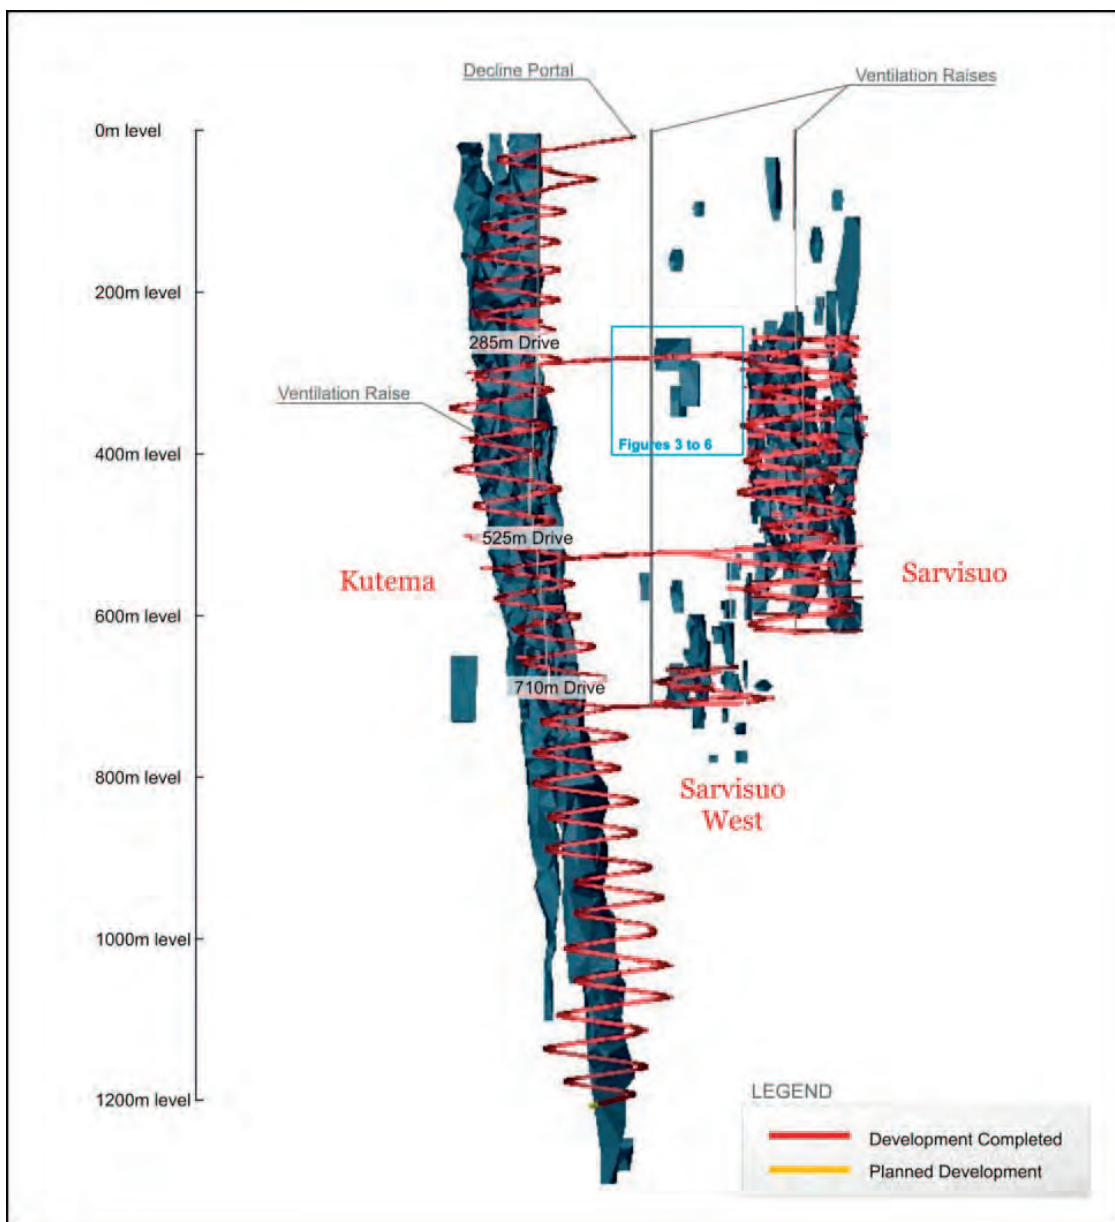 Decline Portal
Ventilation Raises
0m level
200m level
285m Drive
Ventilation Raise
Figures 3 to 6
400m level
525m Drive
Kutema
Sarvisuo
600m level
710m Drive
800m level
Sarvisuo
West
1000m level
1200m level
LEGEND
Development Completed
Planned Development